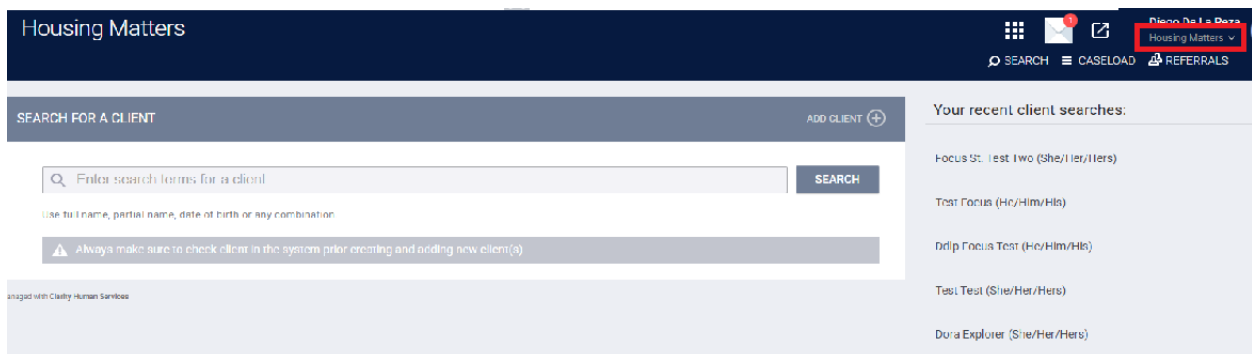 Housing Matters
1
Diego De La Peza
Housing Matters
SEARCH CASELOAD REFERRALS
SEARCH FOR A CLIENT
ADD CLIENT
Enter search terms for a client
SEARCH
Use full name, partial name, date of birth or any combination
Always make sure to check client in the system prior creating and adding new client(s)
anaged with Clarity Human Services
Your recent client searches:
Focus St. Test Two (She/Her/Hers)
Test Focus (He/Him/His)
Ddlp Focus Test (He/Him/His)
Test Test (She/Her/Hers)
Dora Explorer (She/Her/Hers)